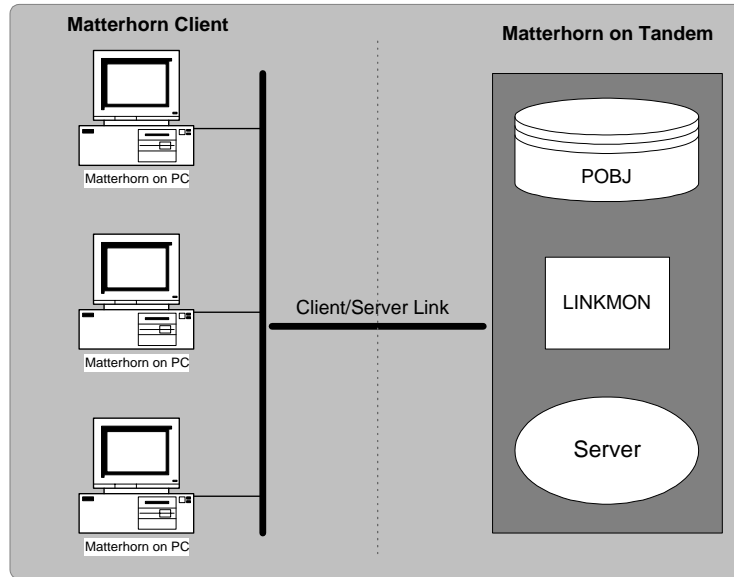 Matterhorn Client
Matterhorn on PC
Matterhorn on PC
Matterhorn on PC
Client/Server Link
Matterhorn on Tandem
POBJ
LINKMON
Server